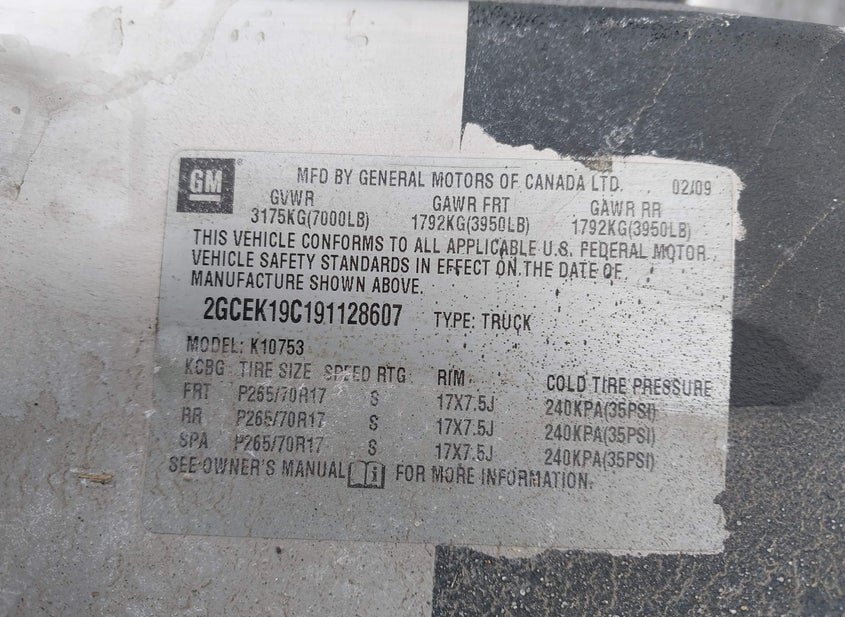 GM
MFD BY GENERAL MOTORS OF CANADA LTD. 02/09
GVWR GAWR FRT GAWR RR
3175KG(7000LB) 1792KG(3950LB) 1792KG(3950LB)
THIS VEHICLE CONFORMS TO ALL APPLICABLE U.S. FEDERAL MOTOR
VEHICLE SAFETY STANDARDS IN EFFECT ON THE DATE OF
MANUFACTURE SHOWN ABOVE.
2GCEK19C191128607 TYPE: TRUCK
MODEL: K10753
KCBG TIRE SIZE SPEED RTG RIM COLD TIRE PRESSURE
FRT P265/70R17 S 17X7.5J 240KPA(35PSI)
RR P265/70R17 S 17X7.5J 240KPA(35PSI)
SPA P265/70R17 S 17X7.5J 240KPA(35PSI)
SEE OWNER'S MANUAL i FOR MORE INFORMATION.